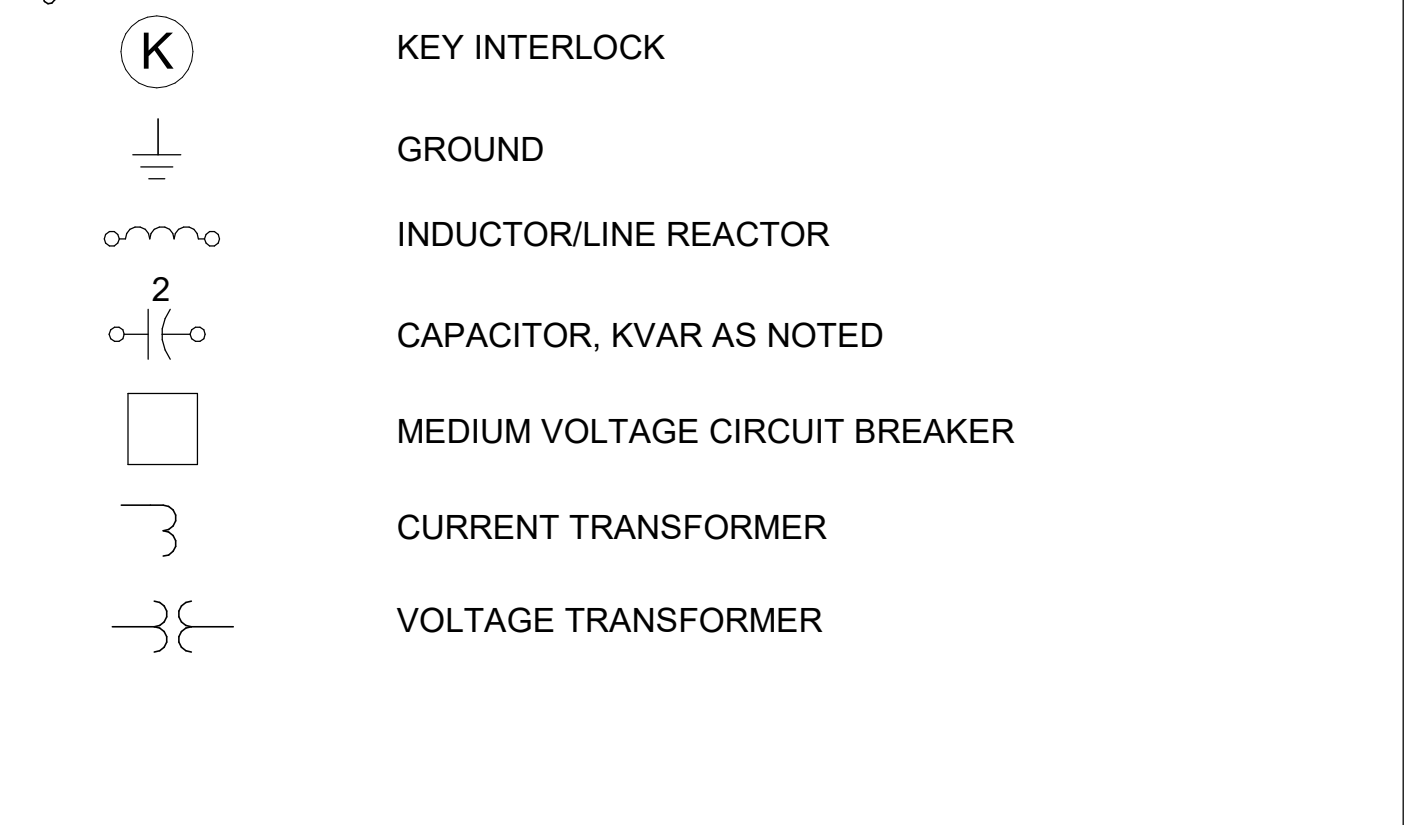 K KEY INTERLOCK
GROUND
INDUCTOR/LINE REACTOR
2
CAPACITOR, KVAR AS NOTED
MEDIUM VOLTAGE CIRCUIT BREAKER
CURRENT TRANSFORMER
VOLTAGE TRANSFORMER